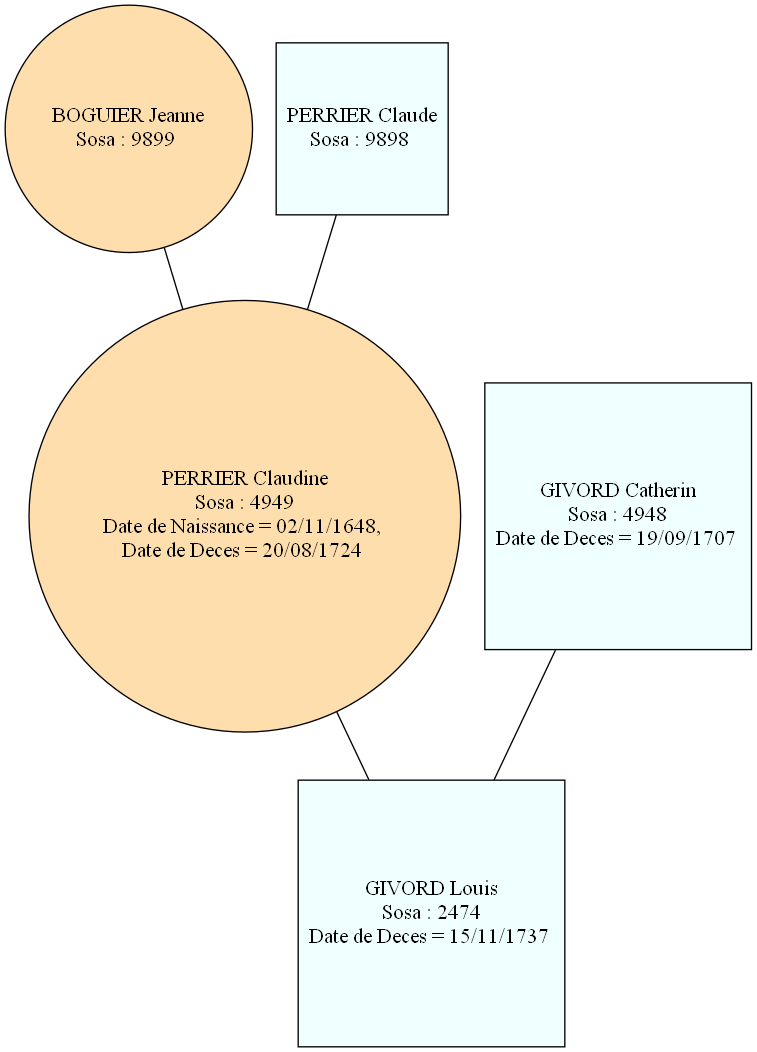 BOGUIER Jeanne
Sosa : 9899
PERRIER Claude
Sosa : 9898
PERRIER Claudine
Sosa : 4949
Date de Naissance = 02/11/1648,
Date de Deces = 20/08/1724
GIVORD Catherin
Sosa : 4948
Date de Deces = 19/09/1707
GIVORD Louis
Sosa : 2474
Date de Deces = 15/11/1737